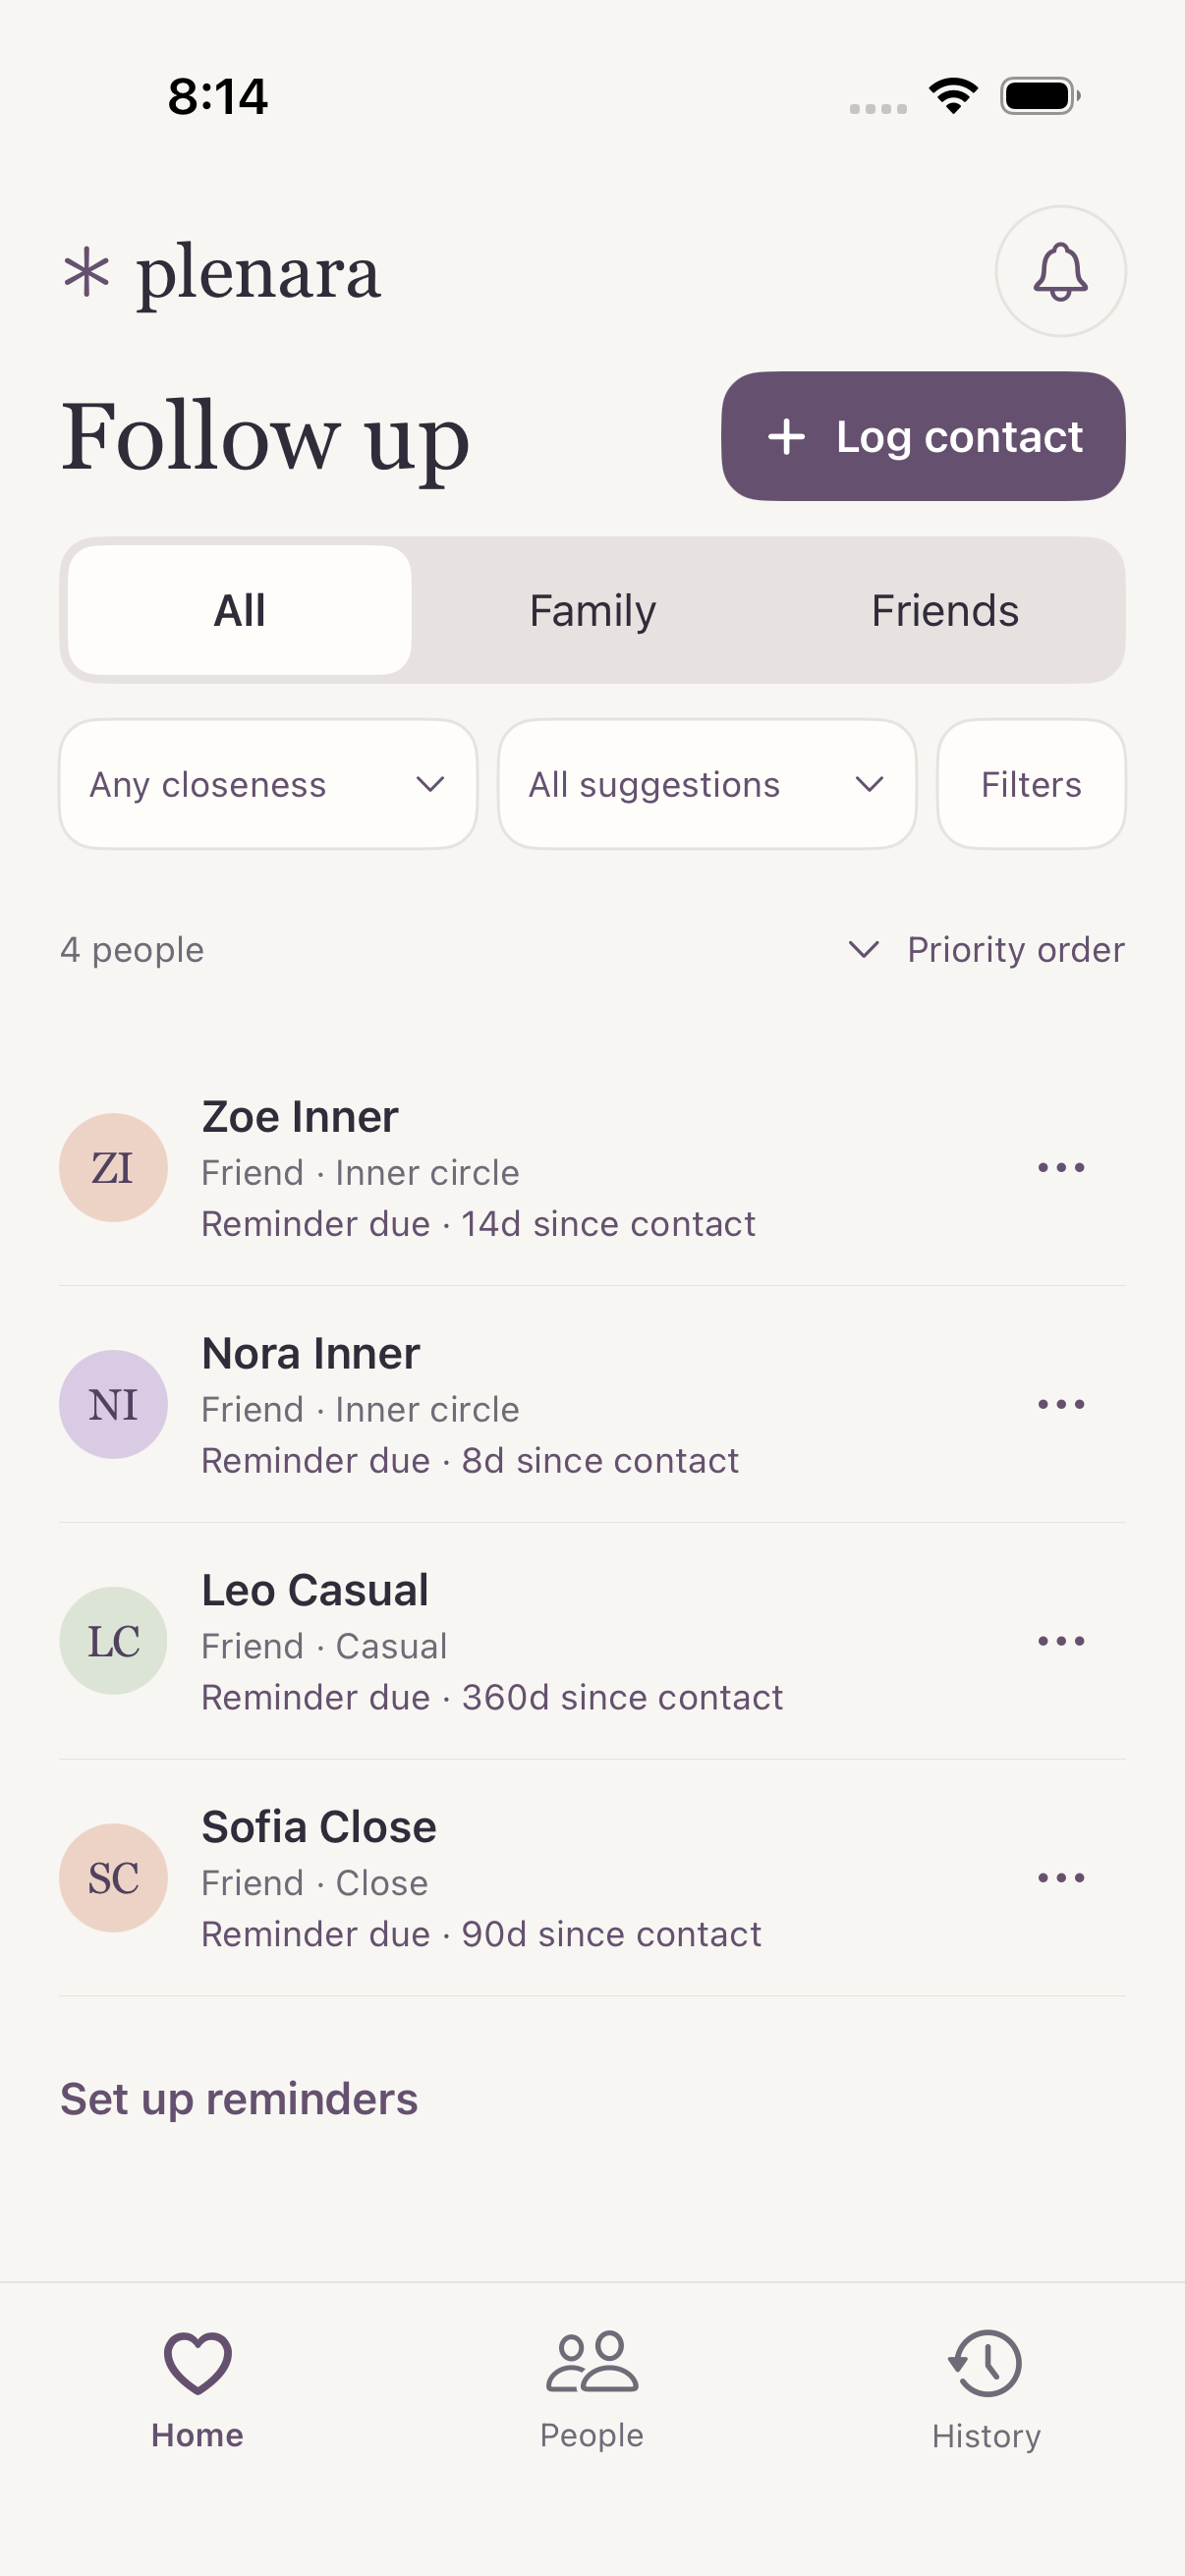 8:14
plenara
Follow up
+ Log contact
All Family Friends
Any closeness All suggestions Filters
4 people Priority order
ZI
Zoe Inner
Friend · Inner circle
Reminder due · 14d since contact
NI
Nora Inner
Friend · Inner circle
Reminder due · 8d since contact
LC
Leo Casual
Friend · Casual
Reminder due · 360d since contact
SC
Sofia Close
Friend · Close
Reminder due · 90d since contact
Set up reminders
Home People History